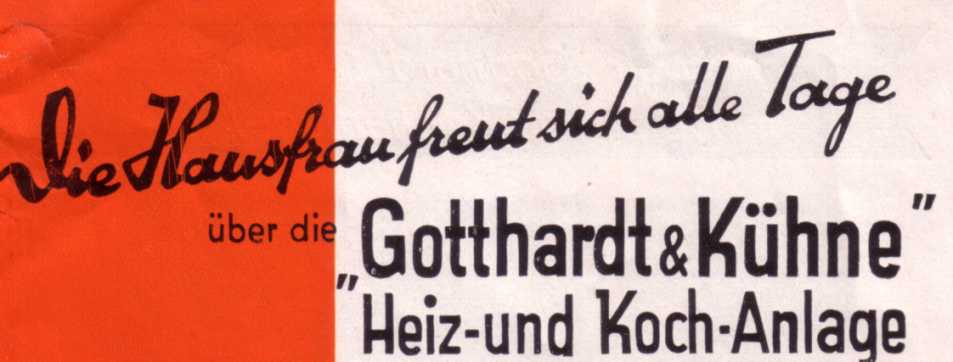 Die Hausfrau freut sich alle Tage
über die "Gotthardt & Kühne"
"Heiz-und Koch-Anlage